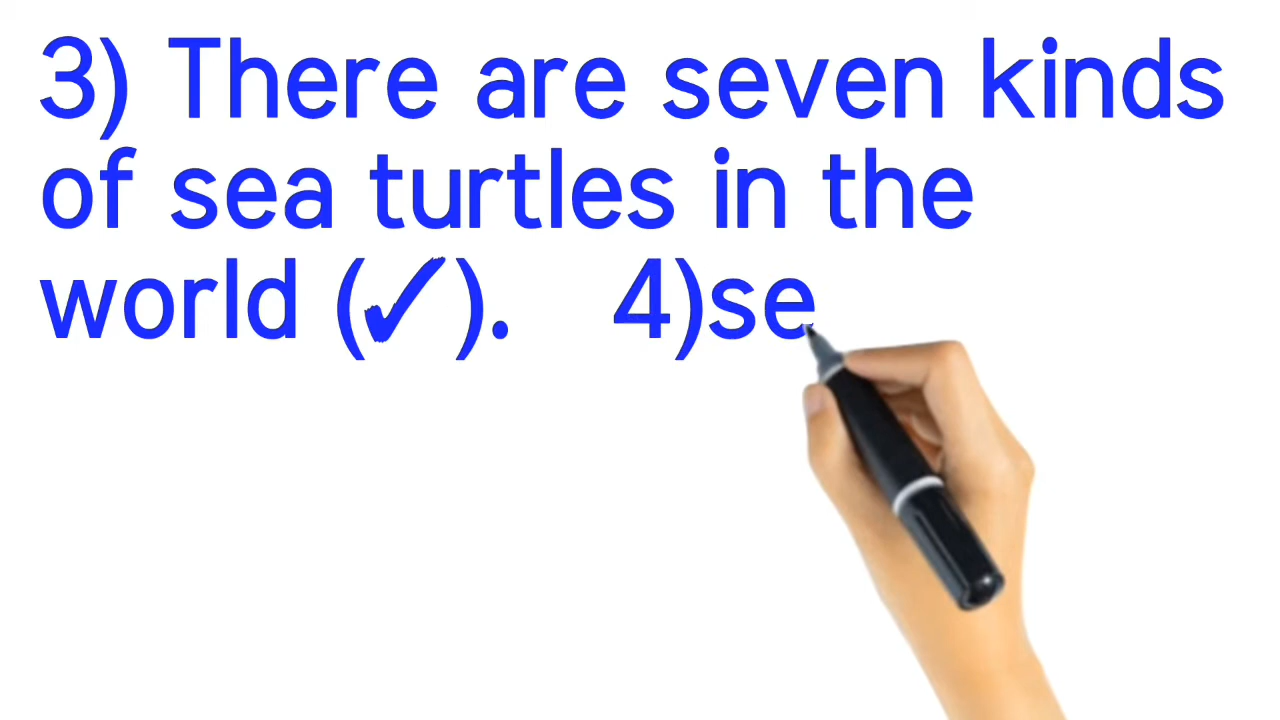 3) There are seven kinds
of sea turtles in the
world (✓). 4)se